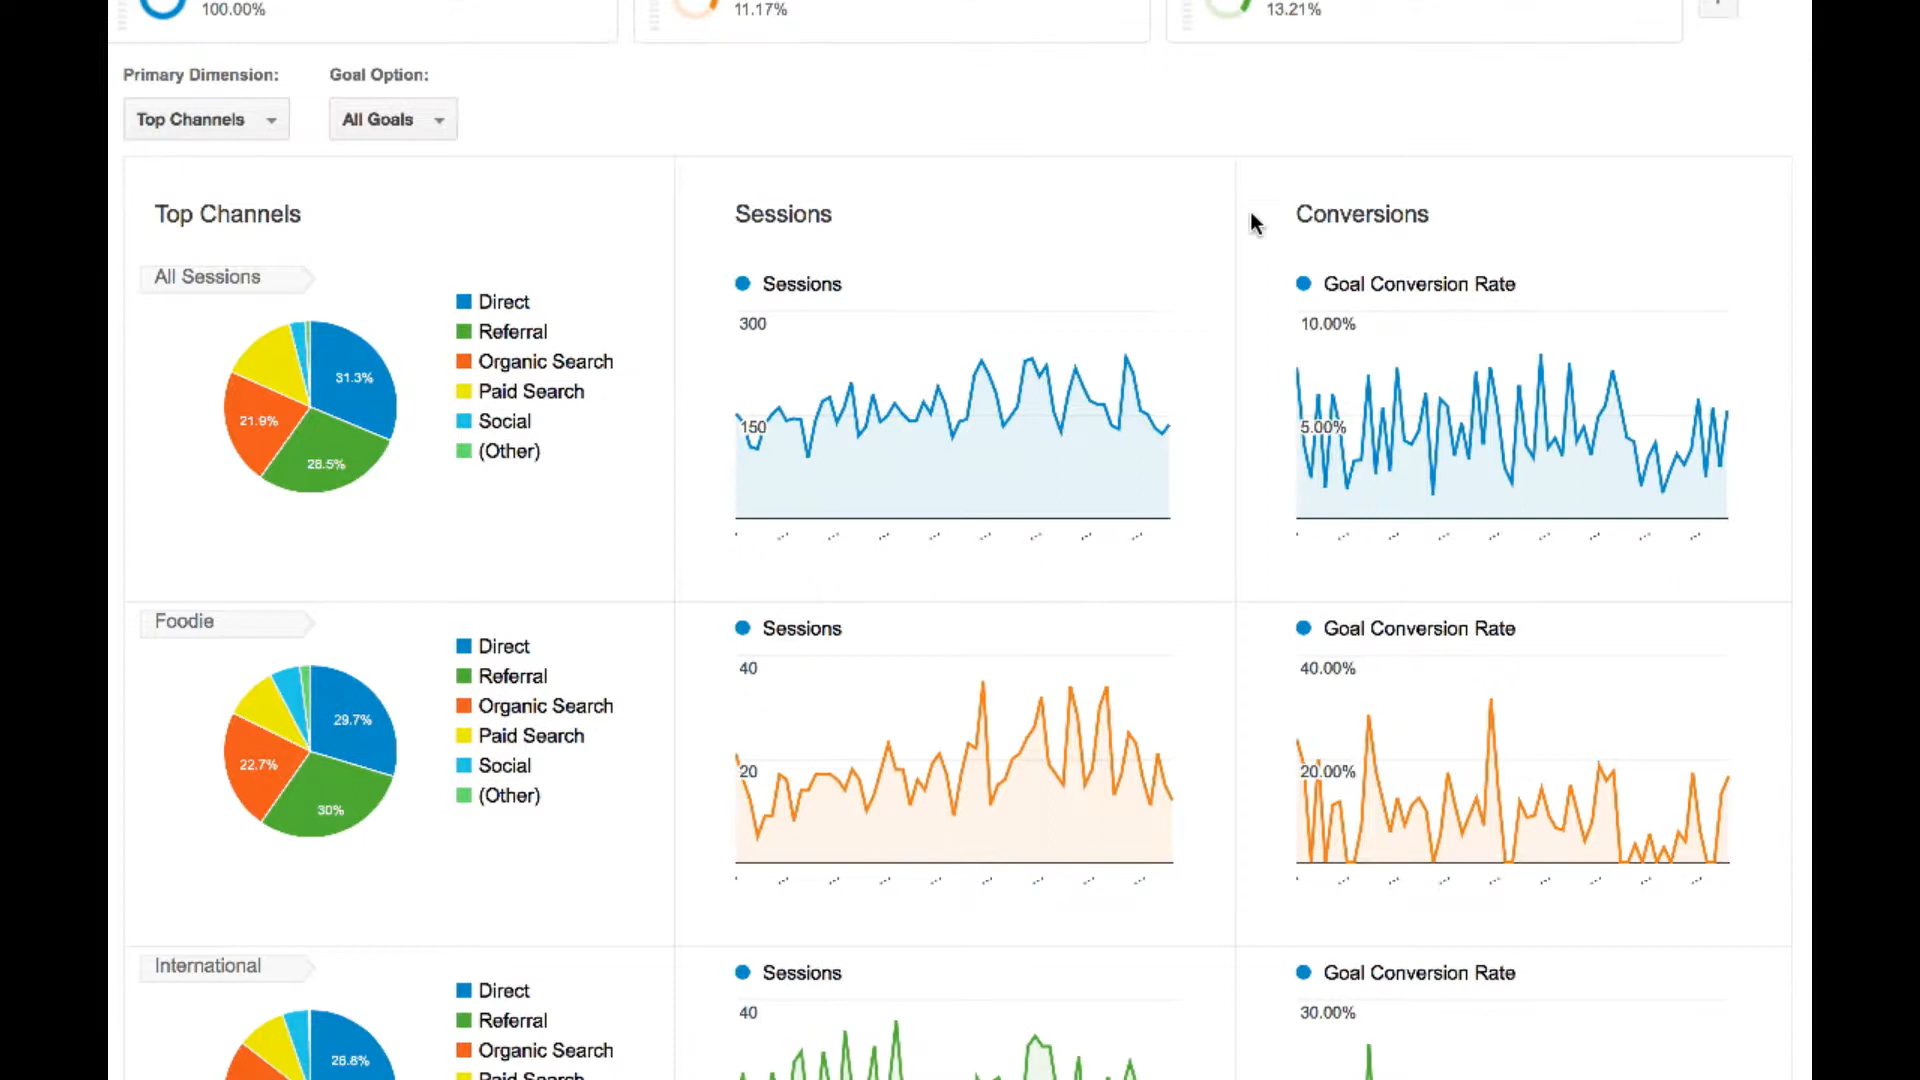 100.00%
11.17%
13.21%
Primary Dimension:
Goal Option:
Top Channels
All Goals
Top Channels
Sessions
Conversions
All Sessions
31.3%
21.9%
28.5%
Direct
Referral
Organic Search
Paid Search
Social
(Other)
Sessions
300
150
Goal Conversion Rate
10.00%
5.00%
Foodie
29.7%
22.7%
30%
Direct
Referral
Organic Search
Paid Search
Social
(Other)
Sessions
40
20
Goal Conversion Rate
40.00%
20.00%
International
26.8%
Direct
Referral
Organic Search
Paid Search
Sessions
40
Goal Conversion Rate
30.00%